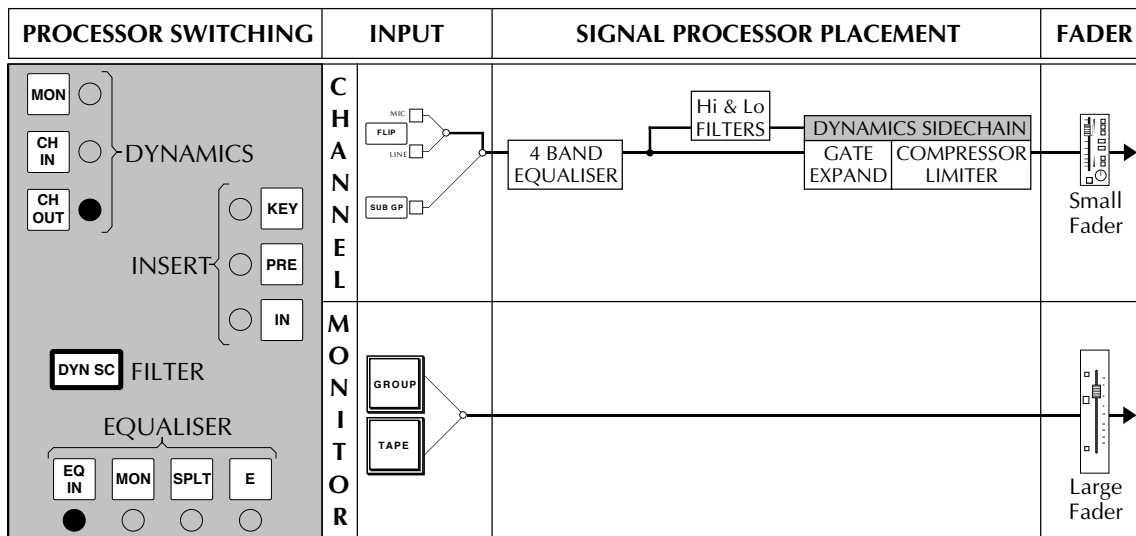 PROCESSOR SWITCHING
INPUT
SIGNAL PROCESSOR PLACEMENT
FADER
MON
CH
IN
CH
OUT
DYNAMICS
KEY
PRE
IN
INSERT
DYN SC
FILTER
EQUALISER
EQ
IN
MON
SPLT
E
CHANNEL
MIC
FLIP
LINE
SUB GP
4 BAND
EQUALISER
Hi & Lo
FILTERS
DYNAMICS SIDECHAIN
GATE
EXPAND
COMPRESSOR
LIMITER
Small
Fader
MONITOR
GROUP
TAPE
Large
Fader